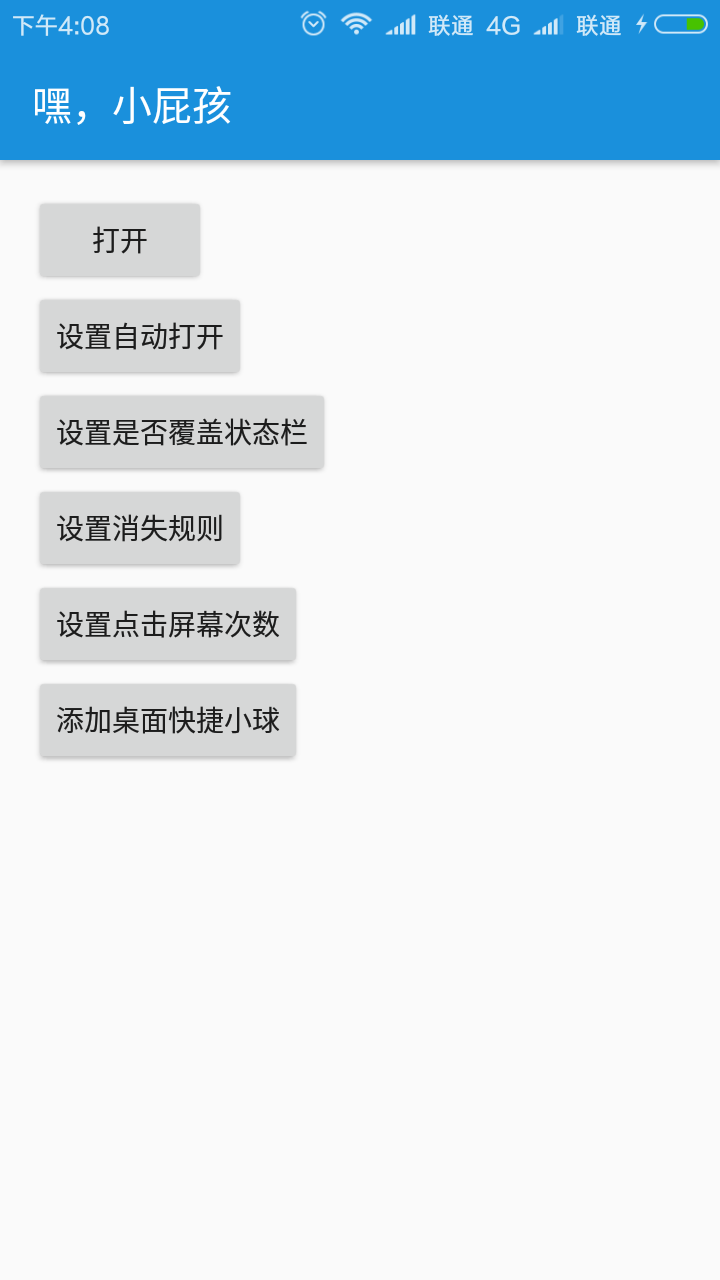 下午4:08 联通 4G 联通
嘿，小屁孩
打开
设置自动打开
设置是否覆盖状态栏
设置消失规则
设置点击屏幕次数
添加桌面快捷小球